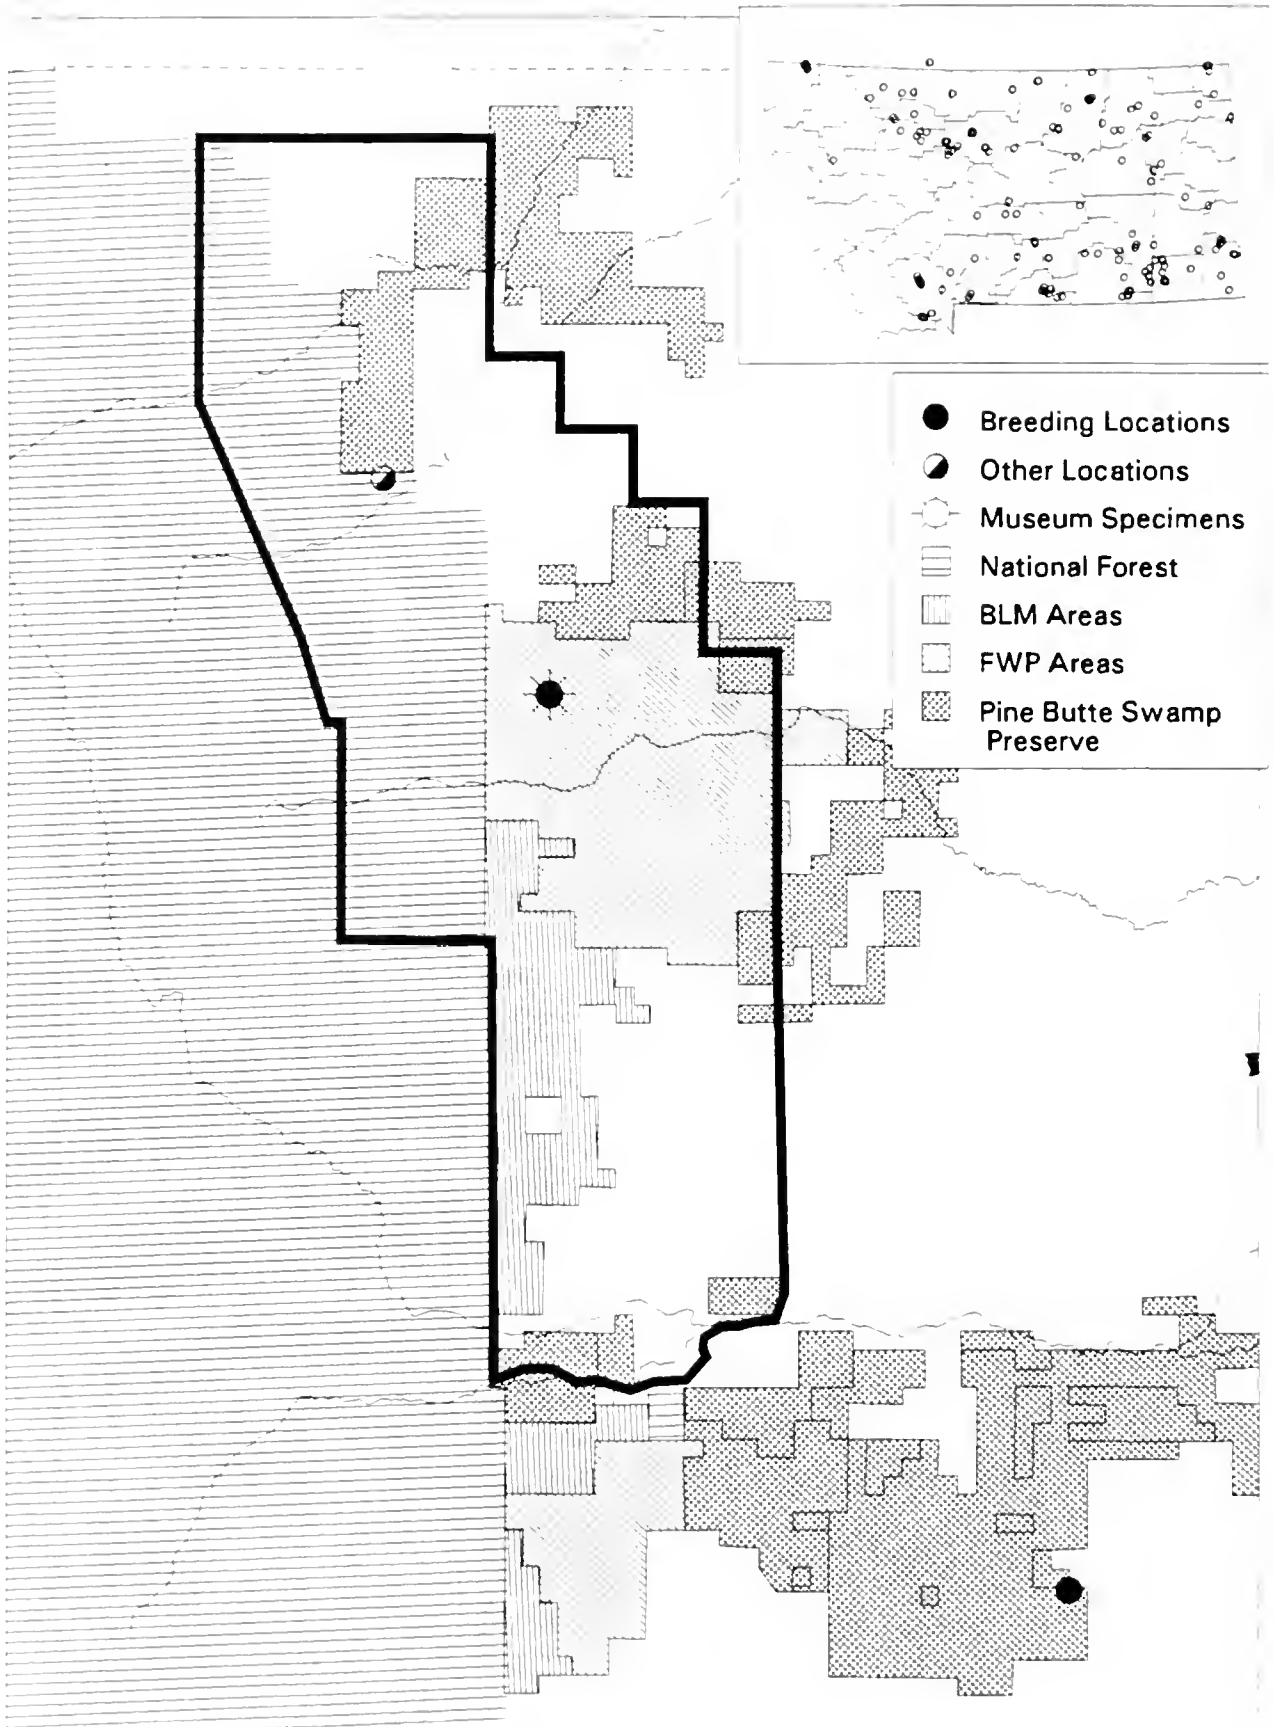 Breeding Locations
Other Locations
Museum Specimens
National Forest
BLM Areas
FWP Areas
Pine Butte Swamp
Preserve